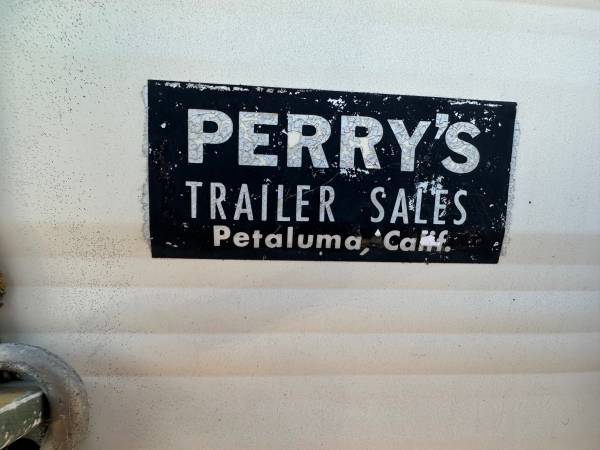 PERRY'S
TRAILER SALES
Petaluma, Calif.